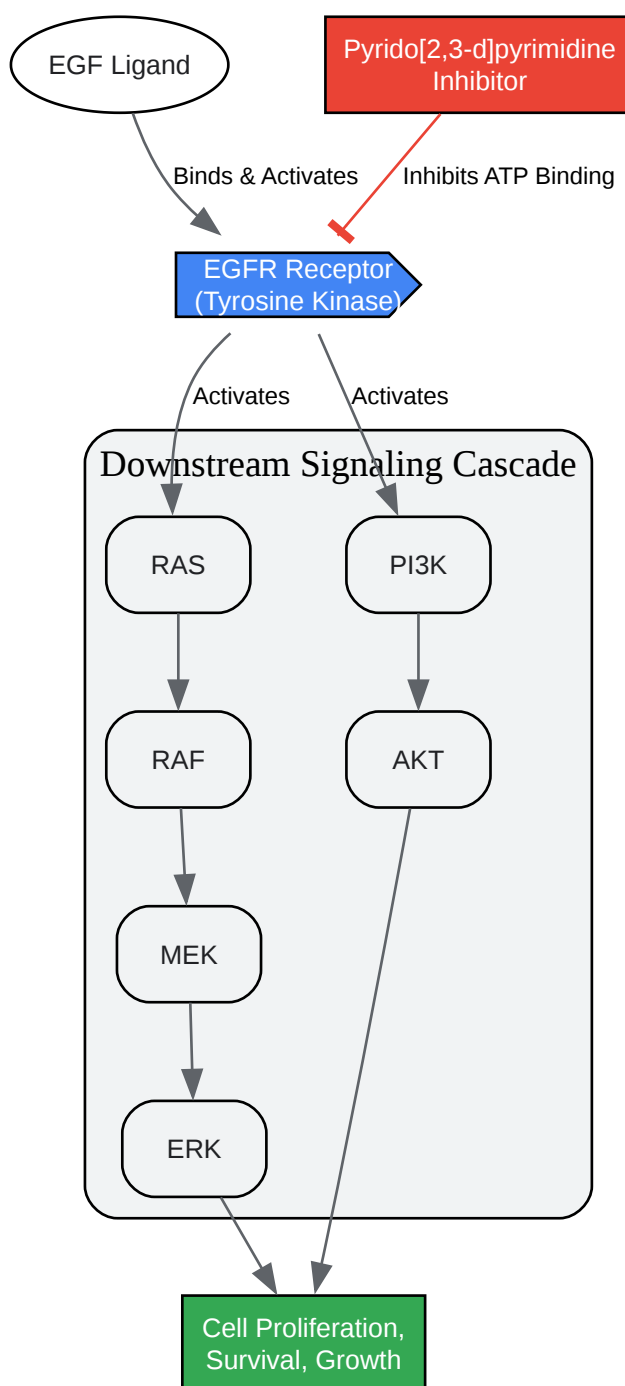 EGF Ligand
Pyrido[2,3-d]pyrimidine
Inhibitor
Binds & Activates
Inhibits ATP Binding
EGFR Receptor
(Tyrosine Kinase)
Activates
Activates
Downstream Signaling Cascade
RAS
PI3K
RAF
AKT
MEK
ERK
Cell Proliferation,
Survival, Growth